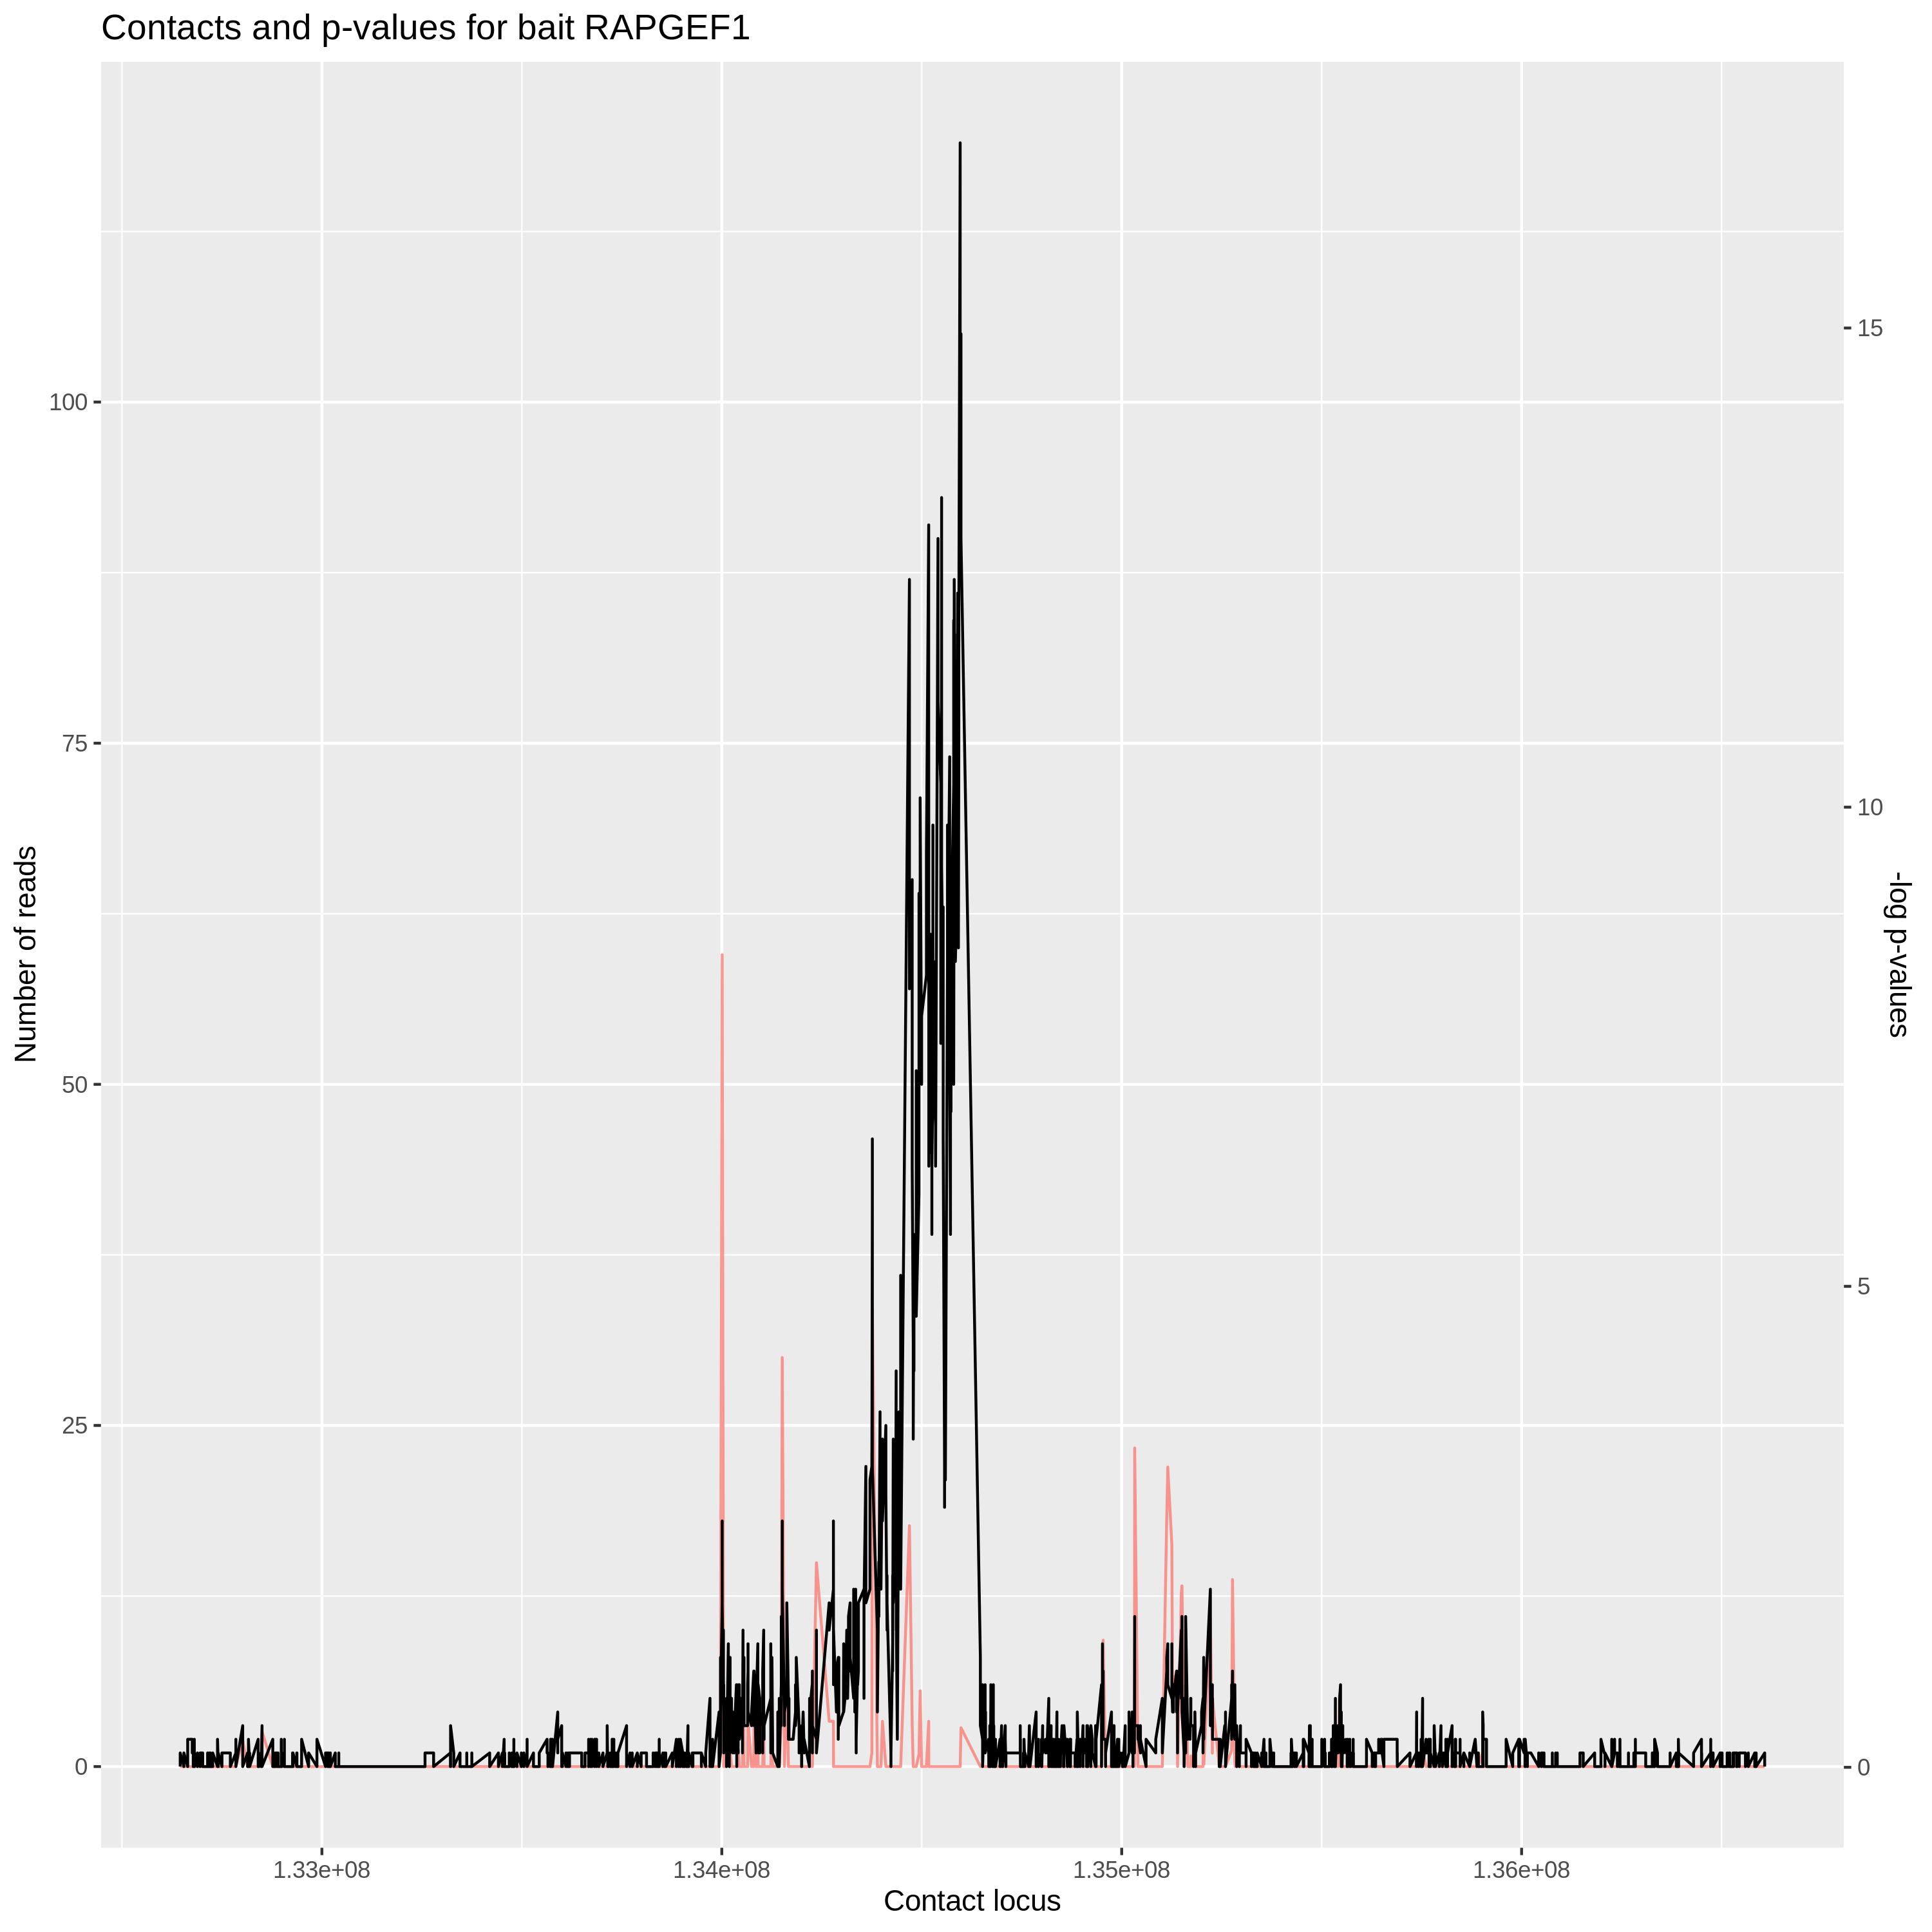 Contacts and p-values for bait RAPGEF1
100
75
50
25
0
Number of reads
15
10
5
0
-log p-values
1.33e+08 1.34e+08 1.35e+08 1.36e+08
Contact locus